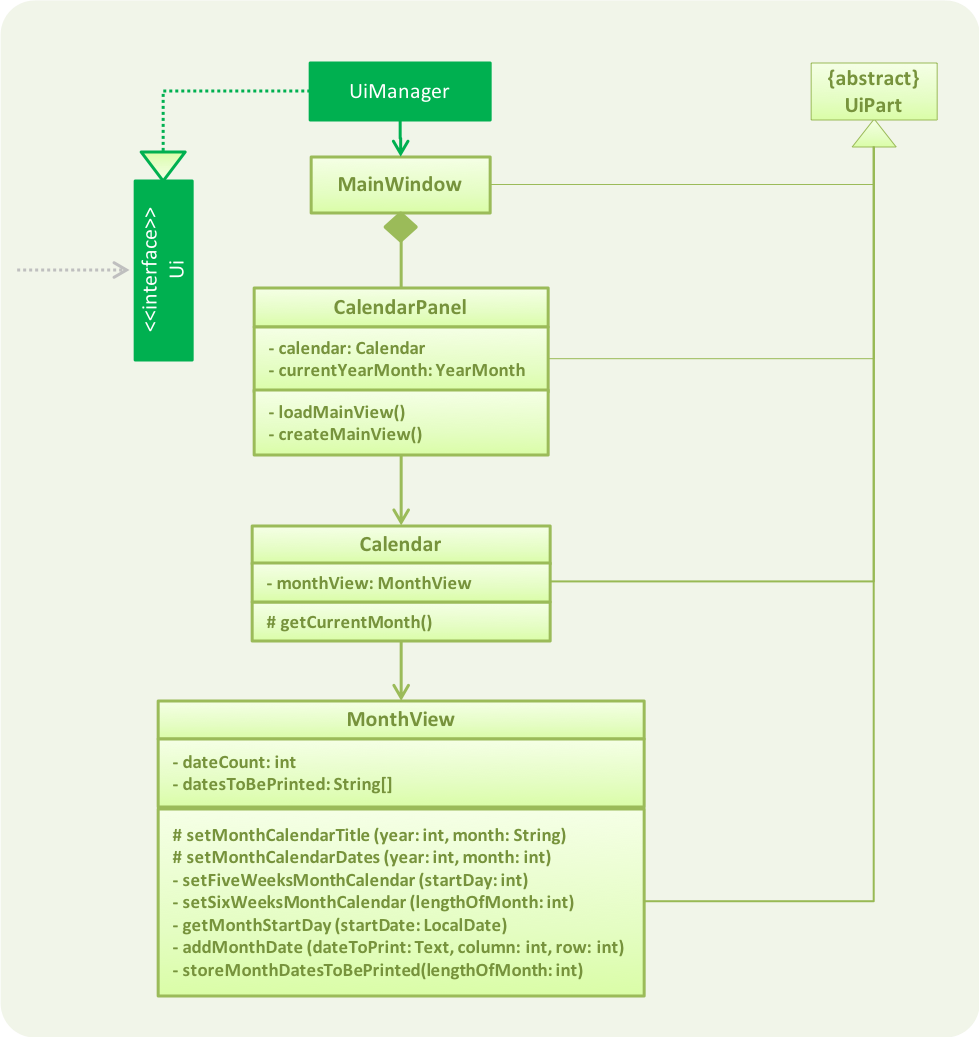 UiManager
{abstract}
UiPart
MainWindow
<<interface>>
Ui
CalendarPanel
- calendar: Calendar
- currentYearMonth: YearMonth
- loadMainView()
- createMainView()
Calendar
- monthView: MonthView
# getCurrentMonth()
MonthView
- dateCount: int
- datesToBePrinted: String[]
# setMonthCalendarTitle (year: int, month: String)
# setMonthCalendarDates (year: int, month: int)
- setFiveWeeksMonthCalendar (startDay: int)
- setSixWeeksMonthCalendar (lengthOfMonth: int)
- getMonthStartDay (startDate: LocalDate)
- addMonthDate (dateToPrint: Text, column: int, row: int)
- storeMonthDatesToBePrinted(lengthOfMonth: int)